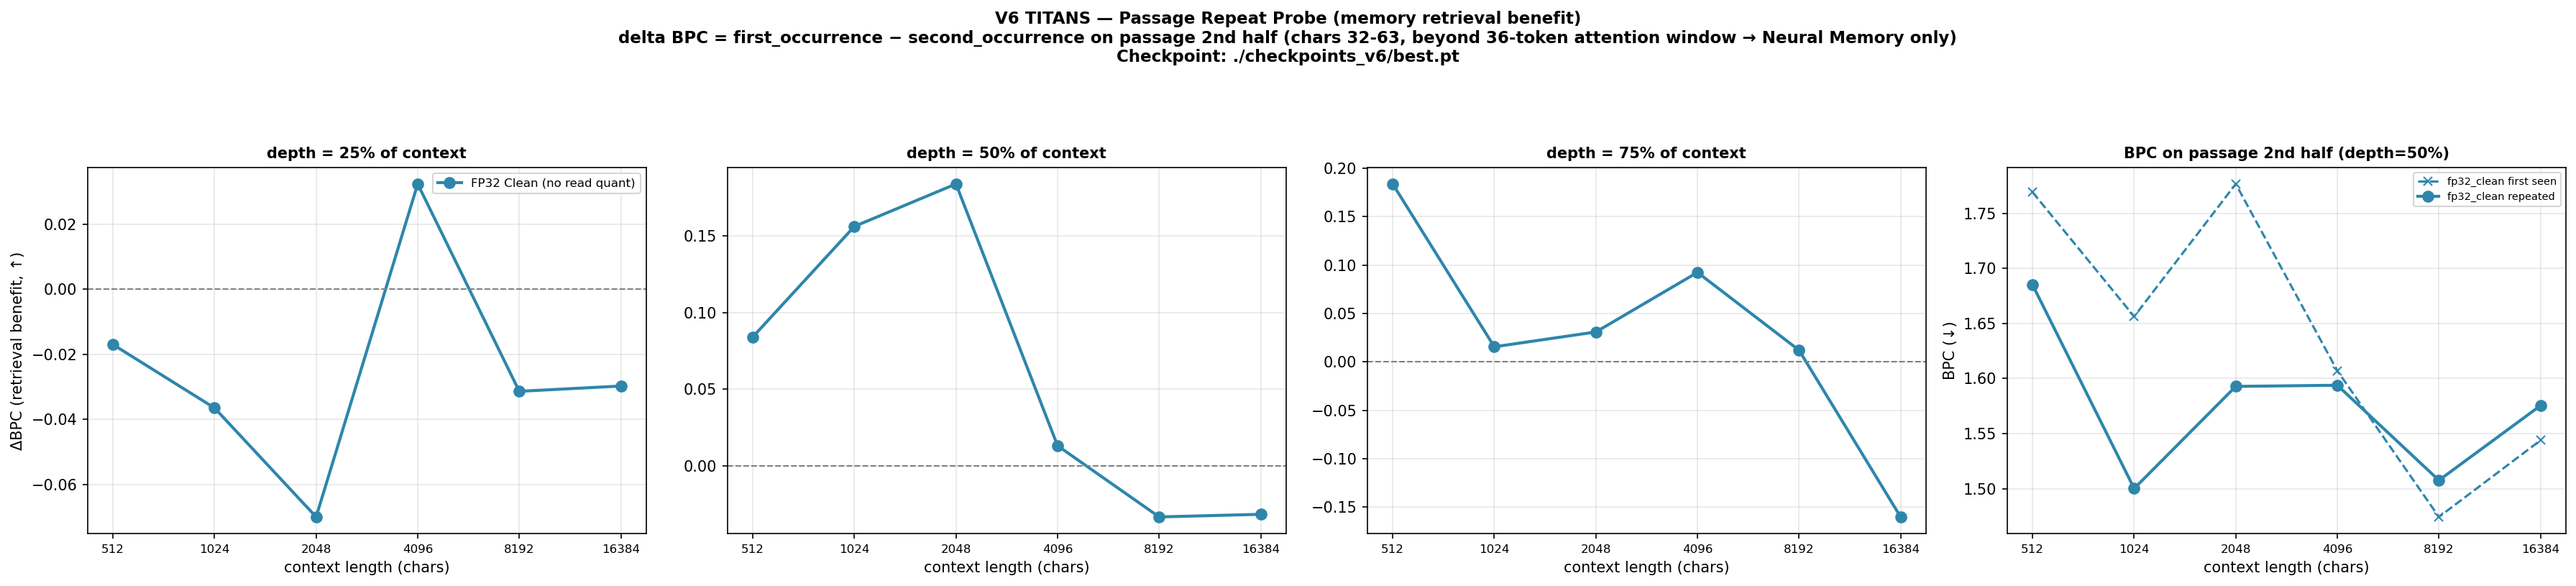 V6 TITANS — Passage Repeat Probe (memory retrieval benefit)
delta BPC = first_occurrence − second_occurrence on passage 2nd half (chars 32-63, beyond 36-token attention window → Neural Memory only)
Checkpoint: ./checkpoints_v6/best.pt
depth = 25% of context
FP32 Clean (no read quant)
ΔBPC (retrieval benefit, ↑)
0.02
0.00
−0.02
−0.04
−0.06
512 1024 2048 4096 8192 16384
context length (chars)
depth = 50% of context
0.15
0.10
0.05
0.00
512 1024 2048 4096 8192 16384
context length (chars)
depth = 75% of context
0.20
0.15
0.10
0.05
0.00
−0.05
−0.10
−0.15
512 1024 2048 4096 8192 16384
context length (chars)
BPC on passage 2nd half (depth=50%)
fp32_clean first seen
fp32_clean repeated
BPC (↓)
1.75
1.70
1.65
1.60
1.55
1.50
512 1024 2048 4096 8192 16384
context length (chars)